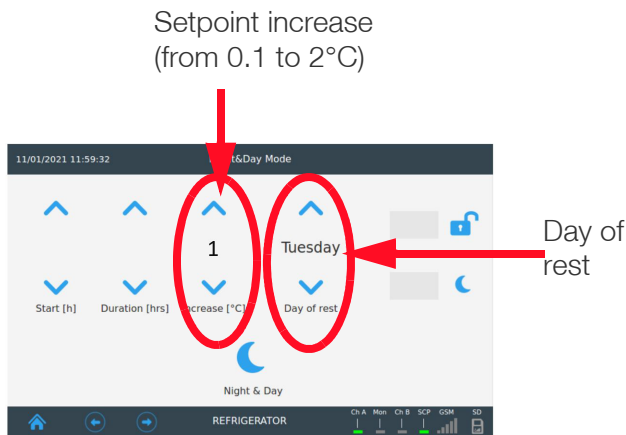 Setpoint increase
(from 0.1 to 2°C)
11/01/2021 11:59:32
t&Day Mode
1
Tuesday
Day of
rest
Start [h]
Duration [hrs]
crease [°C]
Day of rest
Night & Day
REFRIGERATOR
Ch A
Mon
Ch B
SCP
GSM
SD